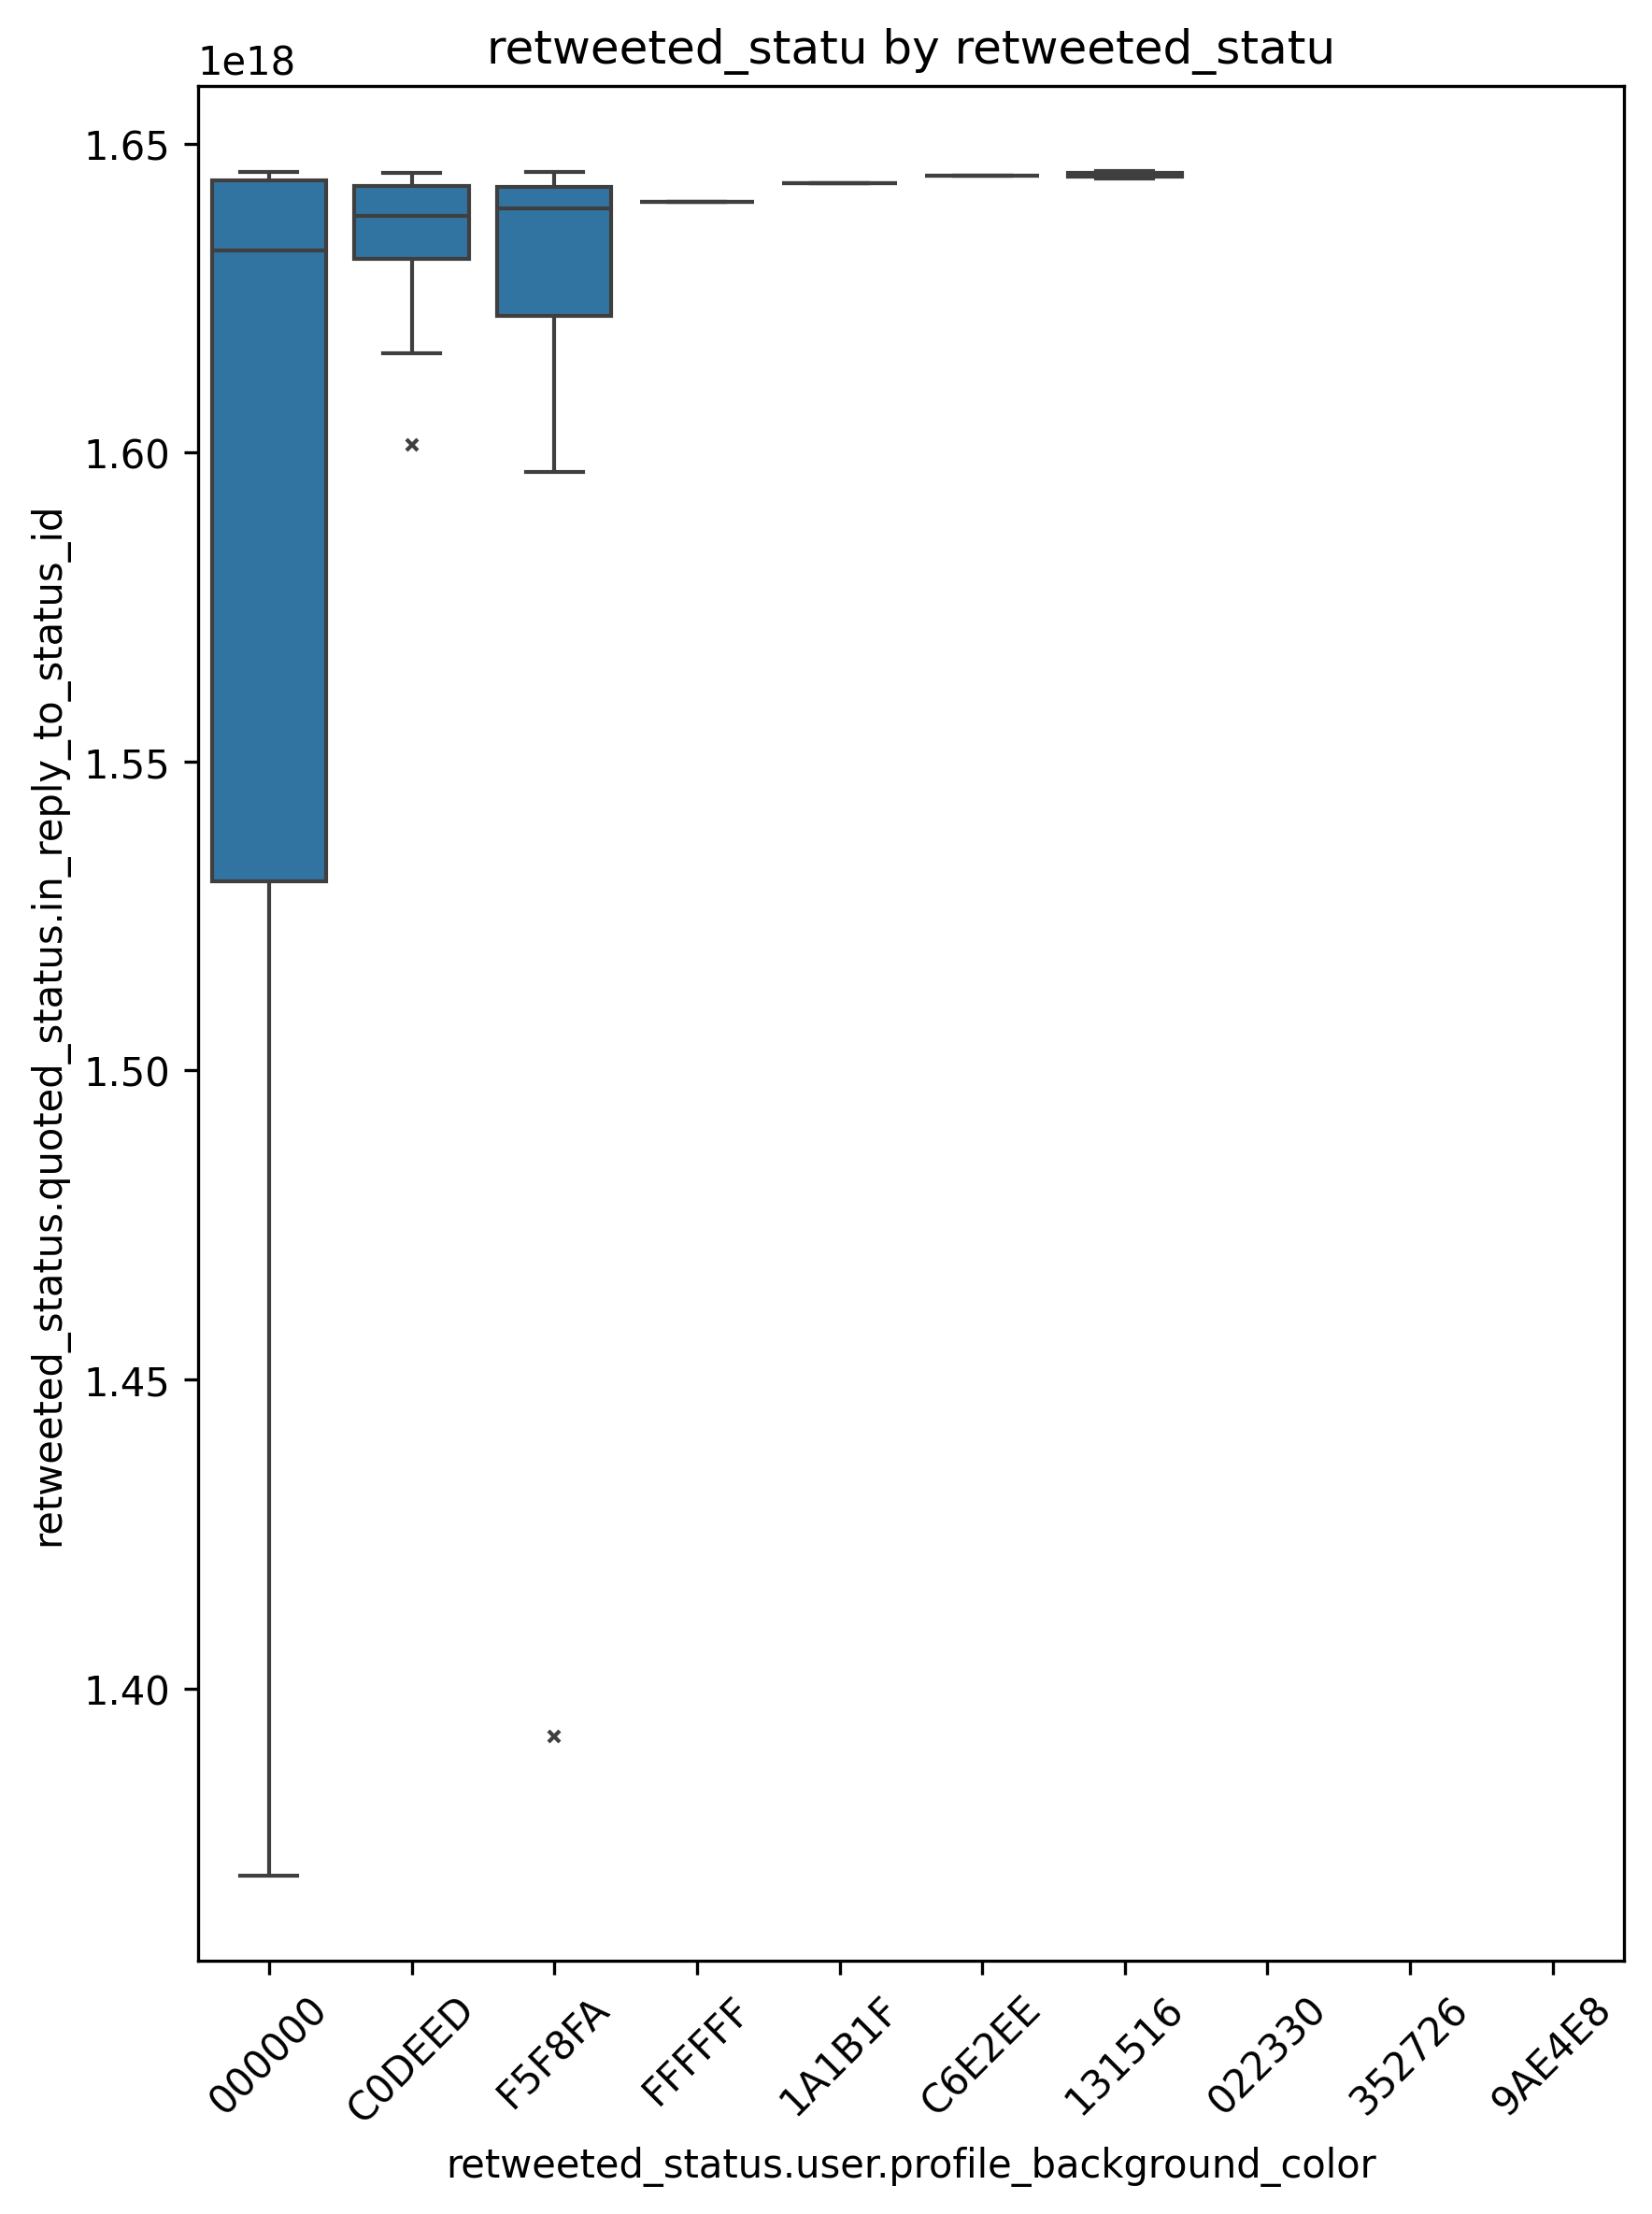 retweeted_statu by retweeted_statu
1e18
1.65
1.60
1.55
1.50
1.45
1.40
retweeted_status.quoted_status.in_reply_to_status_id
000000
C0DEED
F5F8FA
FFFFFF
1A1B1F
C6E2EE
131516
022330
352726
9AE4E8
retweeted_status.user.profile_background_color